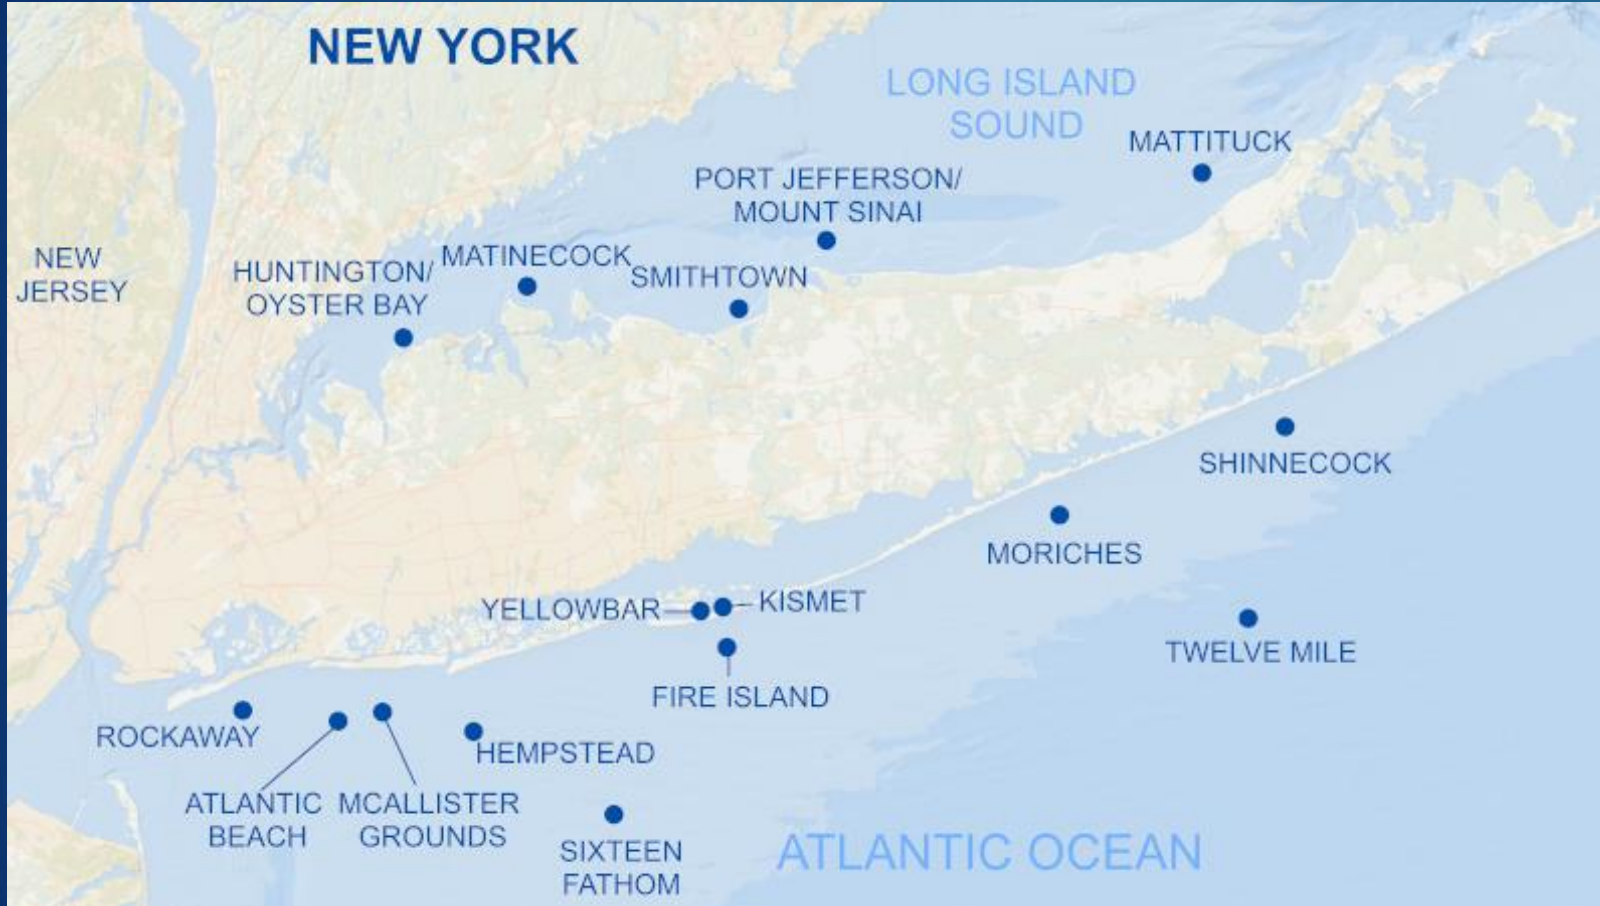 NEW YORK
LONG ISLAND
SOUND
MATTITUCK
PORT JEFFERSON/
MOUNT SINAI
NEW
JERSEY
HUNTINGTON/
OYSTER BAY
MATINECOCK
SMITHTOWN
SHINNECOCK
MORICHES
YELLOWBAR
KISMET
TWELVE MILE
FIRE ISLAND
ROCKAWAY
HEMPSTEAD
ATLANTIC
BEACH
MCALLISTER
GROUNDS
SIXTEEN
FATHOM
ATLANTIC OCEAN